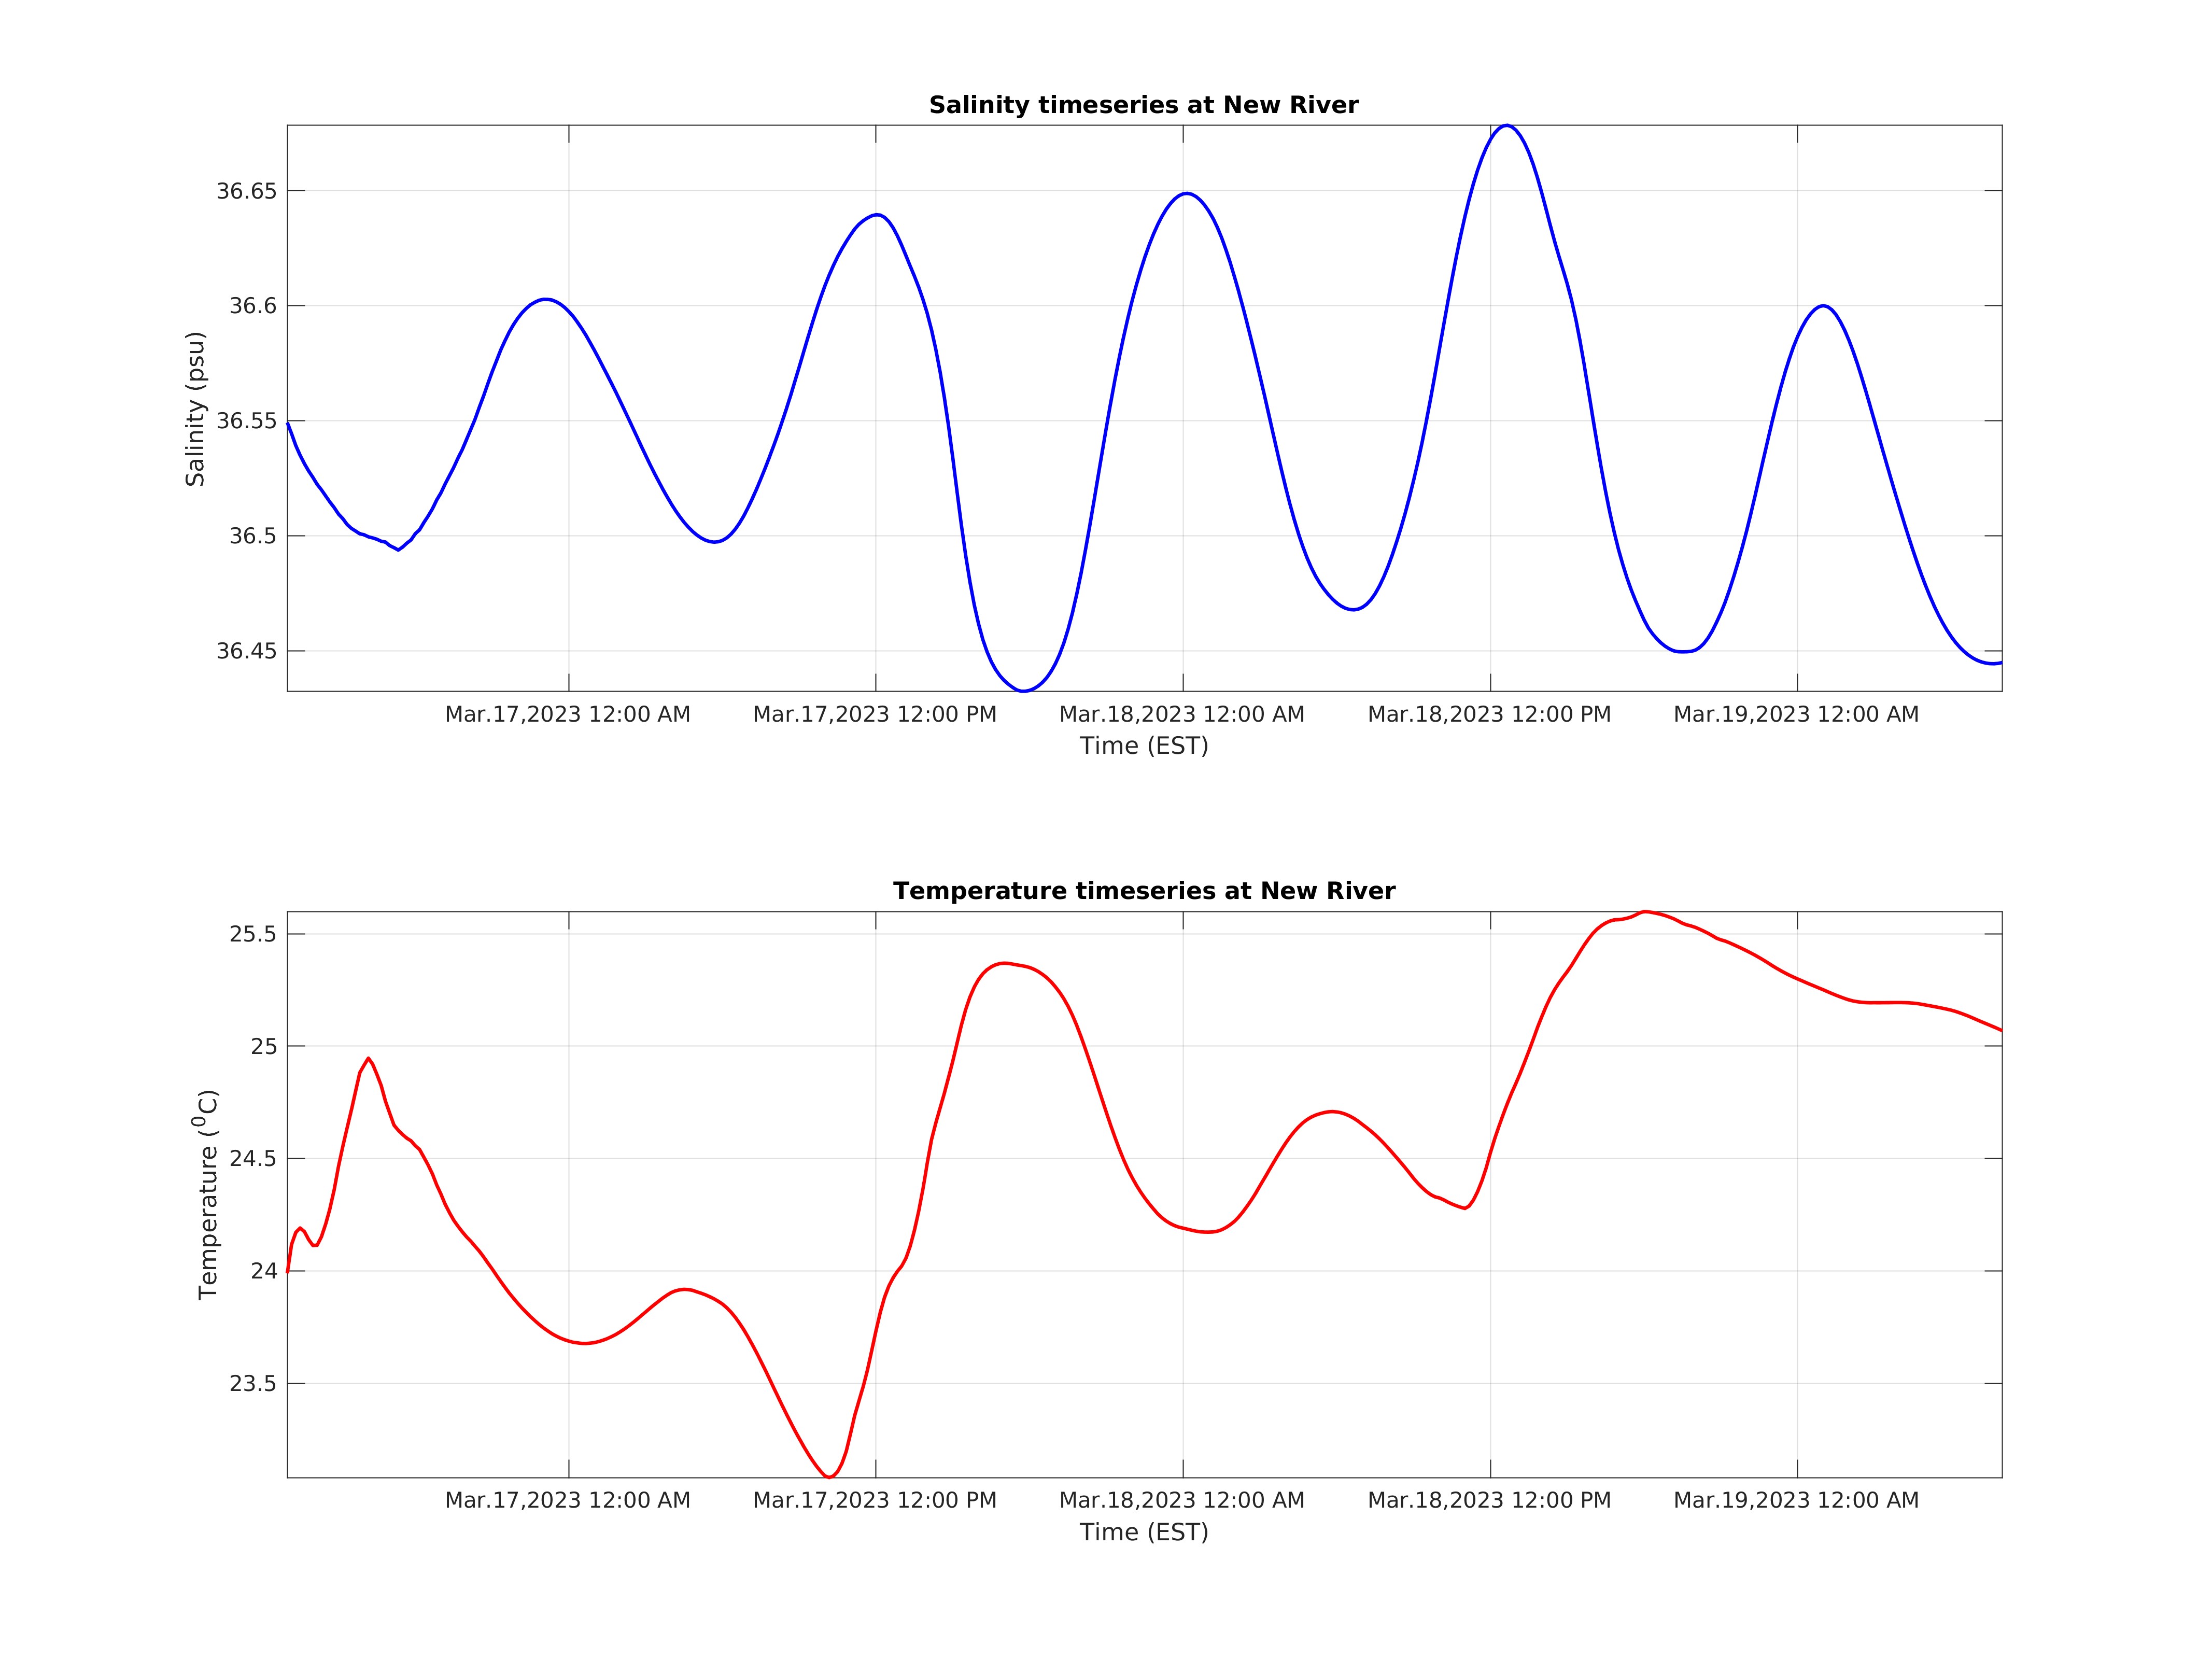 Salinity timeseries at New River
Salinity (psu)
36.65
36.6
36.55
36.5
36.45
Mar.17,2023 12:00 AM Mar.17,2023 12:00 PM Mar.18,2023 12:00 AM Mar.18,2023 12:00 PM Mar.19,2023 12:00 AM
Time (EST)
Temperature timeseries at New River
Temperature (⁰C)
25.5
25
24.5
24
23.5
Mar.17,2023 12:00 AM Mar.17,2023 12:00 PM Mar.18,2023 12:00 AM Mar.18,2023 12:00 PM Mar.19,2023 12:00 AM
Time (EST)